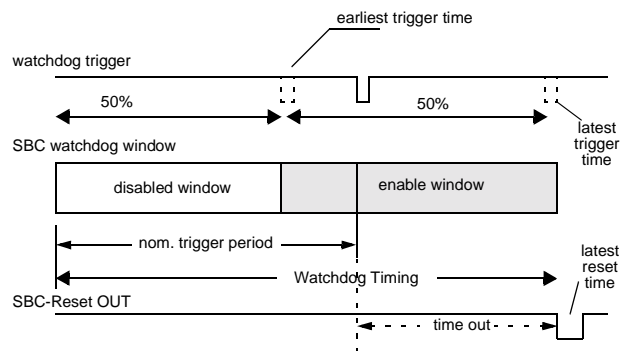 earliest trigger time
watchdog trigger
50%
50%
latest
trigger
time
SBC watchdog window
disabled window
enable window
nom. trigger period
latest
reset
time
Watchdog Timing
SBC-Reset OUT
time out